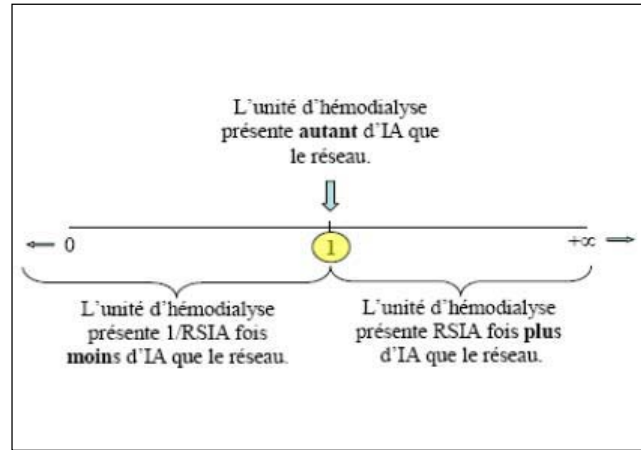 L'unité d'hémodialyse
présente autant d'IA que
le réseau.
0
1
+∞
L'unité d'hémodialyse
présente 1/RSIA fois
moins d'IA que le réseau.
L'unité d'hémodialyse
présente RSIA fois plus
d'IA que le réseau.